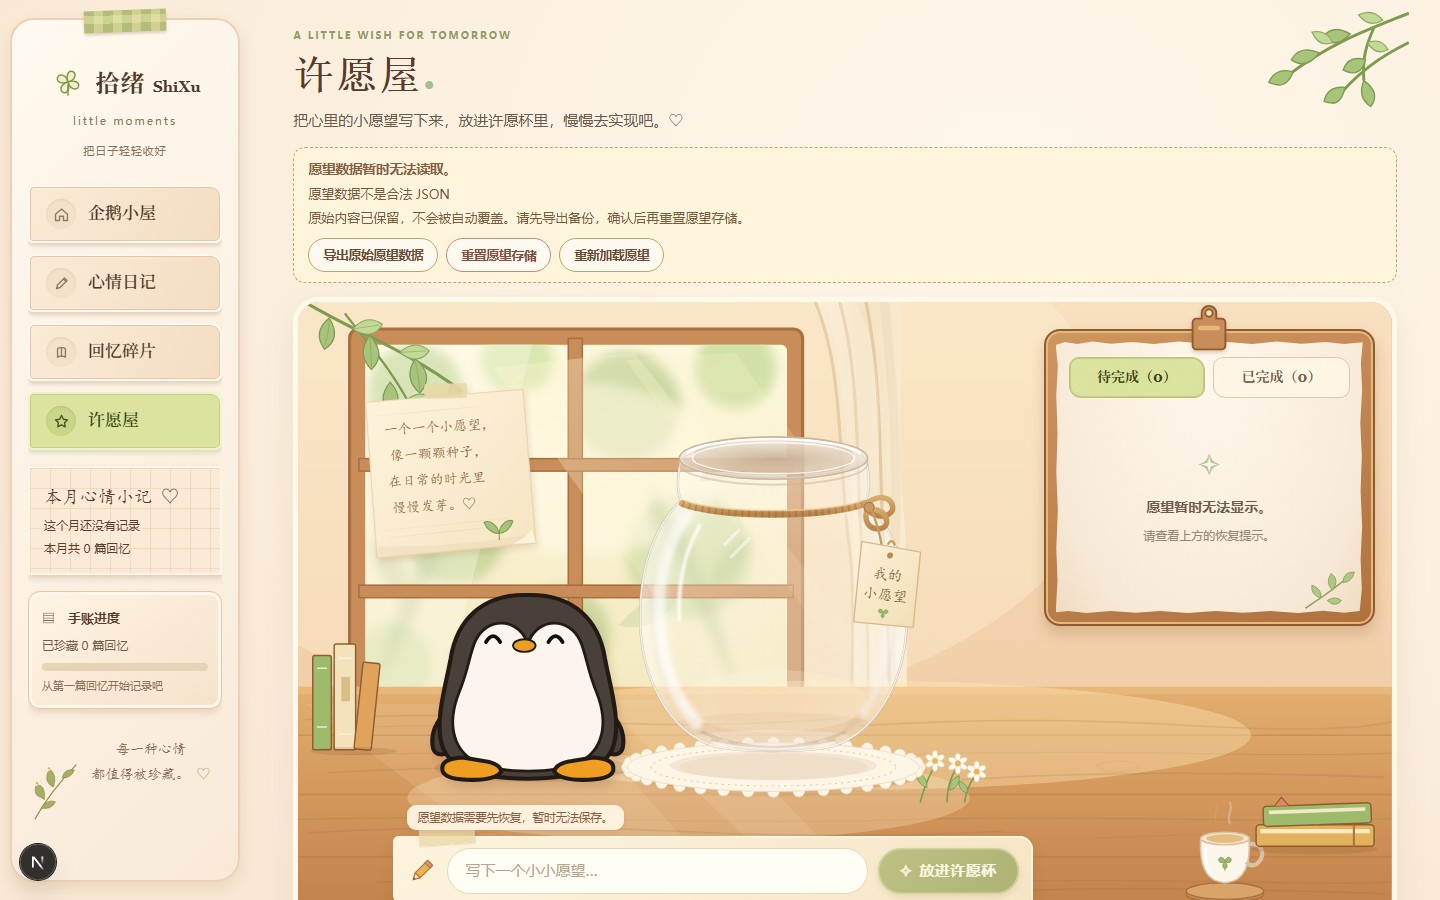 拾绪 ShiXu
little moments
把日子轻轻收好
企鹅小屋
心情日记
回忆碎片
许愿屋
本月心情小记 ♡
这个月还没有记录
本月共 0 篇回忆
手账进度
已珍藏 0 篇回忆
从第一篇回忆开始记录吧
每一种心情
都值得被珍藏。 ♡
N
A LITTLE WISH FOR TOMORROW
许愿屋.
把心里的小愿望写下来，放进许愿杯里，慢慢去实现吧。♡
愿望数据暂时无法读取。
愿望数据不是合法 JSON
原始内容已保留，不会被自动覆盖。请先导出备份，确认后再重置愿望存储。
导出原始愿望数据
重置愿望存储
重新加载愿望
一个一个小愿望，
像一颗颗种子，
在日常的时光里
慢慢发芽。♡
我的
小愿望
待完成（0）
已完成（0）
愿望暂时无法显示。
请查看上方的恢复提示。
愿望数据需要先恢复，暂时无法保存。
写下一个小小愿望...
✧ 放进许愿杯